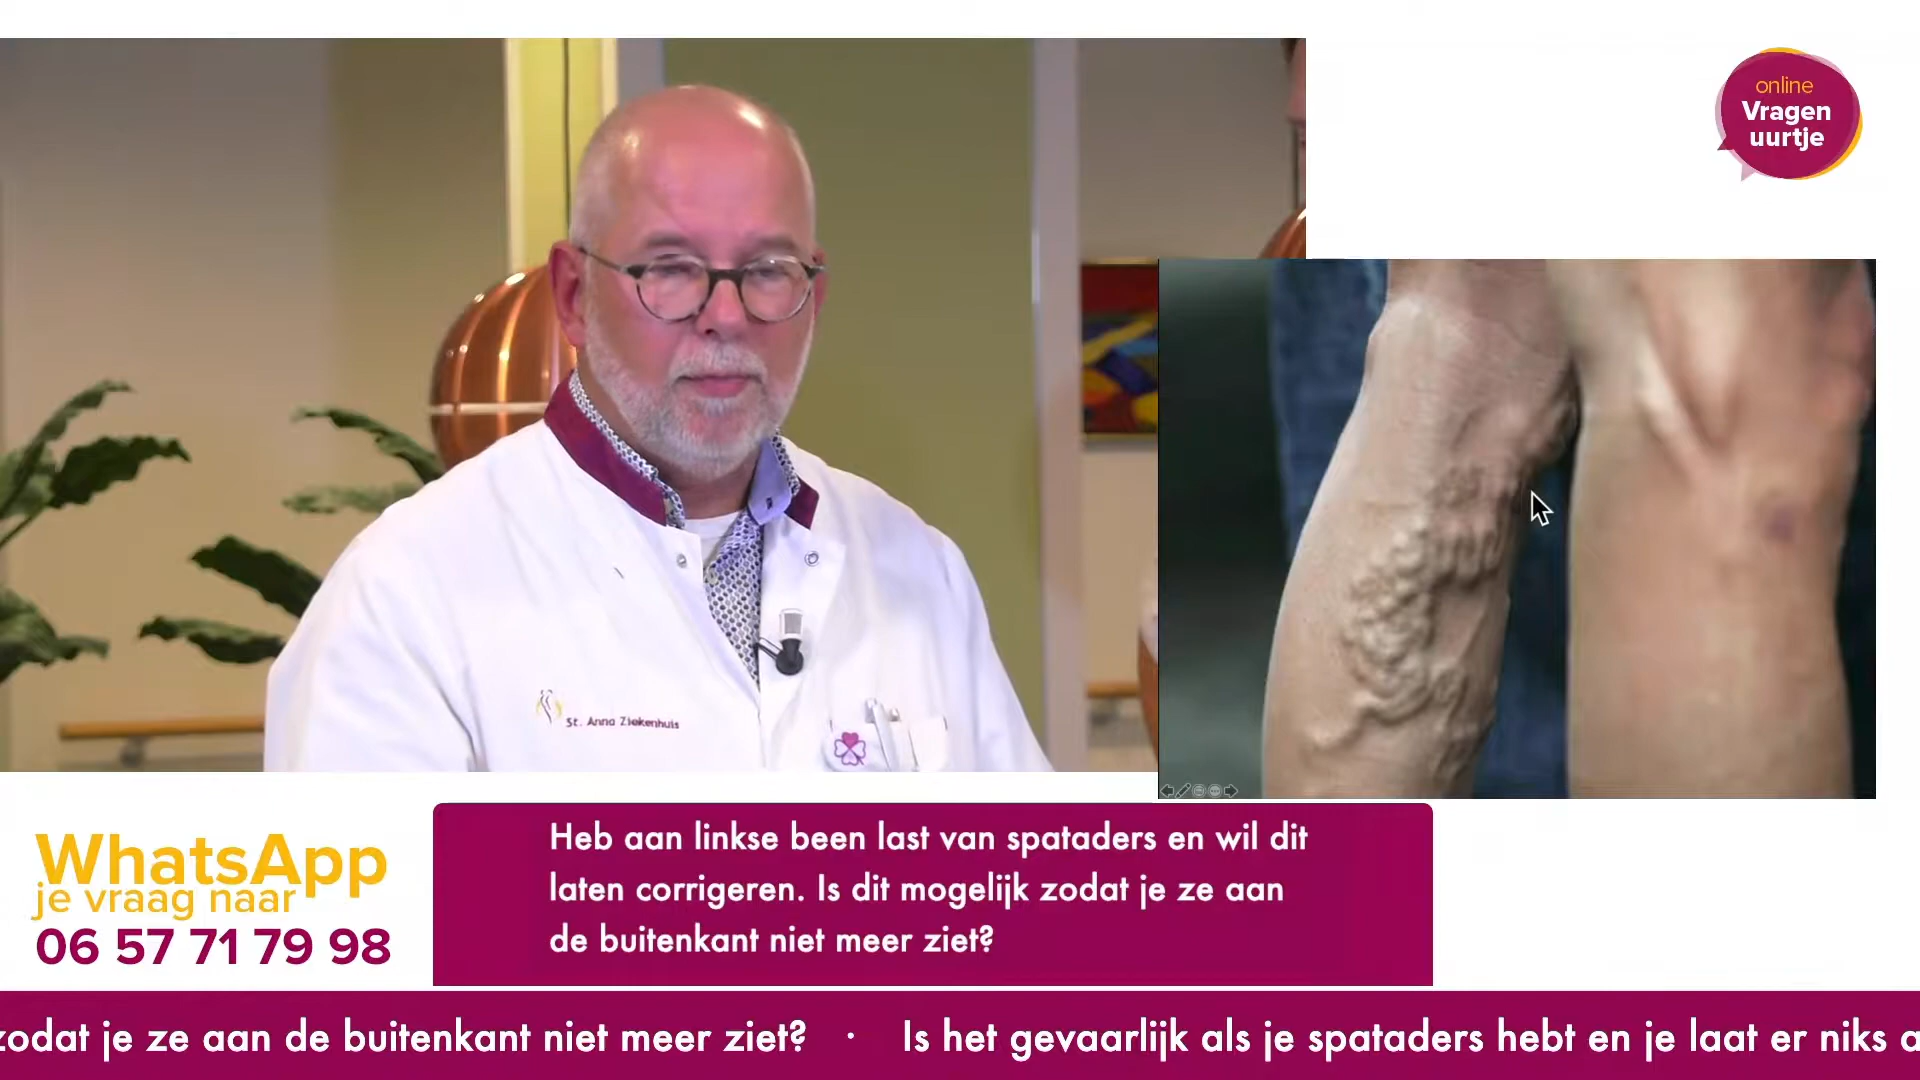 online
Vragen
uurtje
St. Anna Ziekenhuis
WhatsApp
je vraag naar
06 57 71 79 98
Heb aan linkse been last van spataders en wil dit
laten corrigeren. Is dit mogelijk zodat je ze aan
de buitenkant niet meer ziet?
zodat je ze aan de buitenkant niet meer ziet? · Is het gevaarlijk als je spataders hebt en je laat er niks a